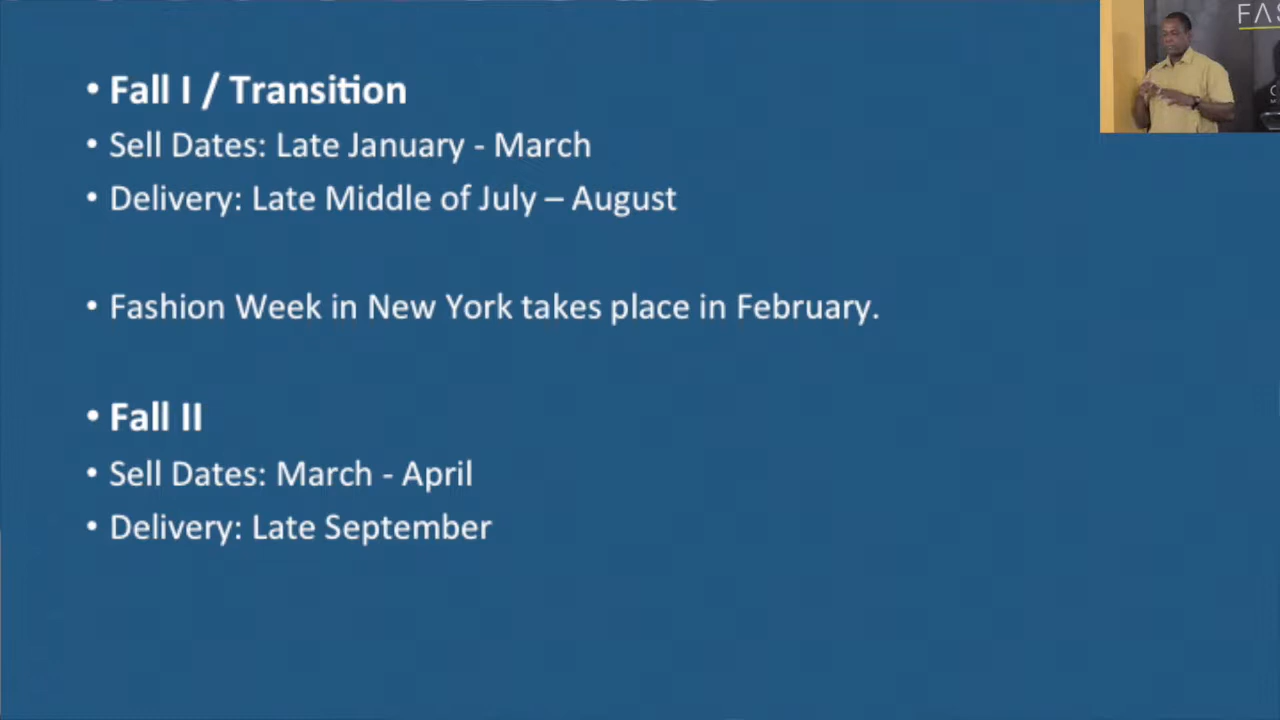 • Fall I / Transition
• Sell Dates: Late January - March
• Delivery: Late Middle of July – August
• Fashion Week in New York takes place in February.
• Fall II
• Sell Dates: March - April
• Delivery: Late September
FAS